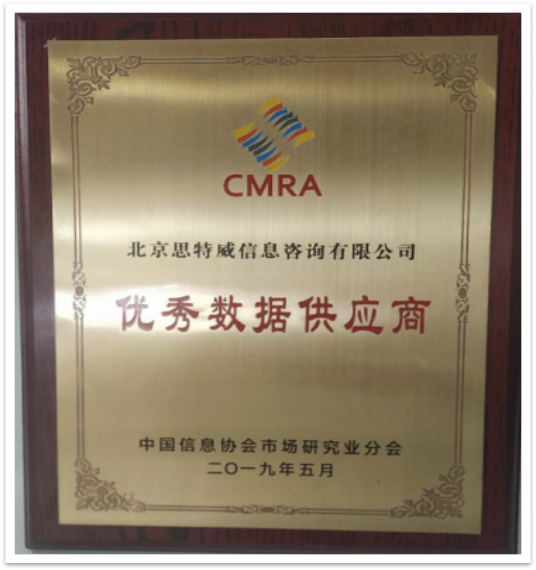 CMRA
北京思特威信息咨询有限公司
优秀数据供应商
中国信息协会市场研究业分会
二〇一九年五月